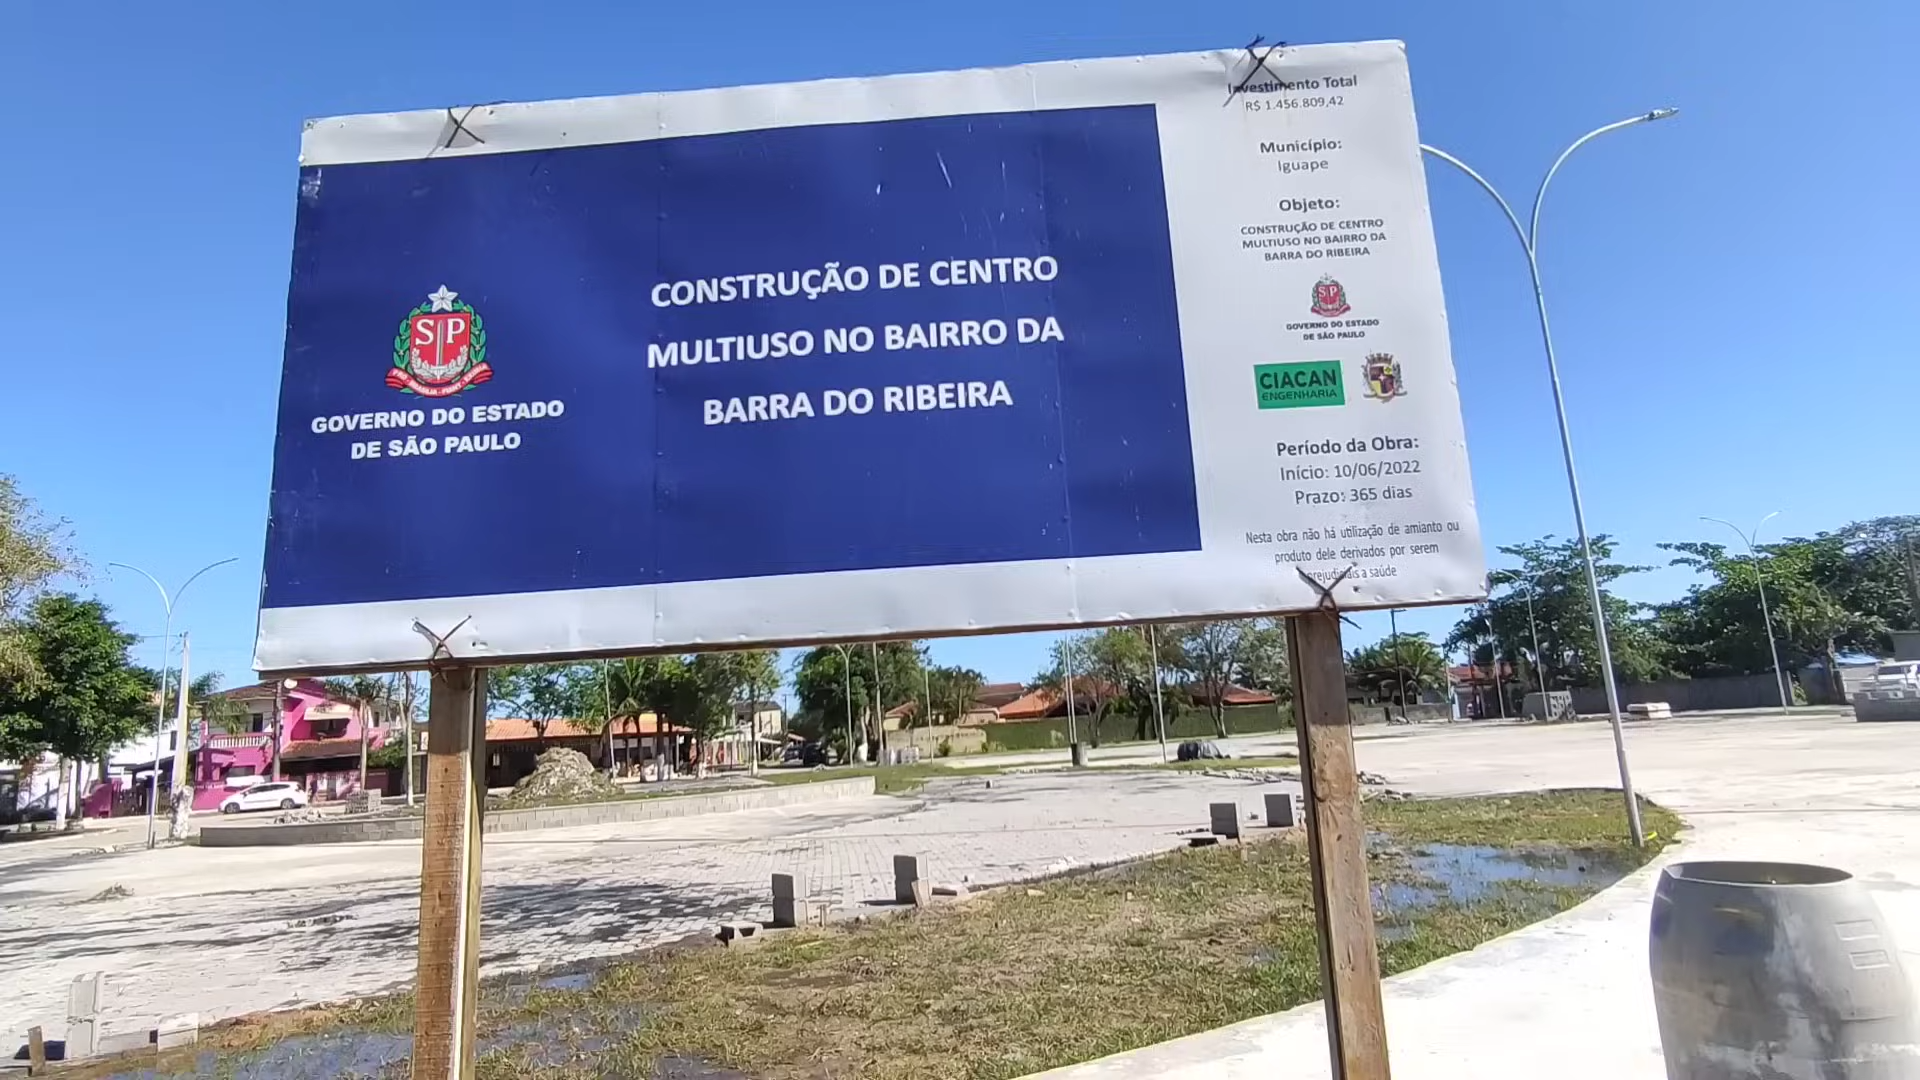 CONSTRUÇÃO DE CENTRO
MULTIUSO NO BAIRRO DA
BARRA DO RIBEIRA
SP
GOVERNO DO ESTADO
DE SÃO PAULO
Investimento Total
R$ 1.456.809,42
Município:
Iguape
Objeto:
CONSTRUÇÃO DE CENTRO
MULTIUSO NO BAIRRO DA
BARRA DO RIBEIRA
SP
GOVERNO DO ESTADO
DE SÃO PAULO
CIACAN
ENGENHARIA
Período da Obra:
Início: 10/06/2022
Prazo: 365 dias
Nesta obra não há utilização de amianto ou
produto dele derivados por serem
prejudiciais a saúde